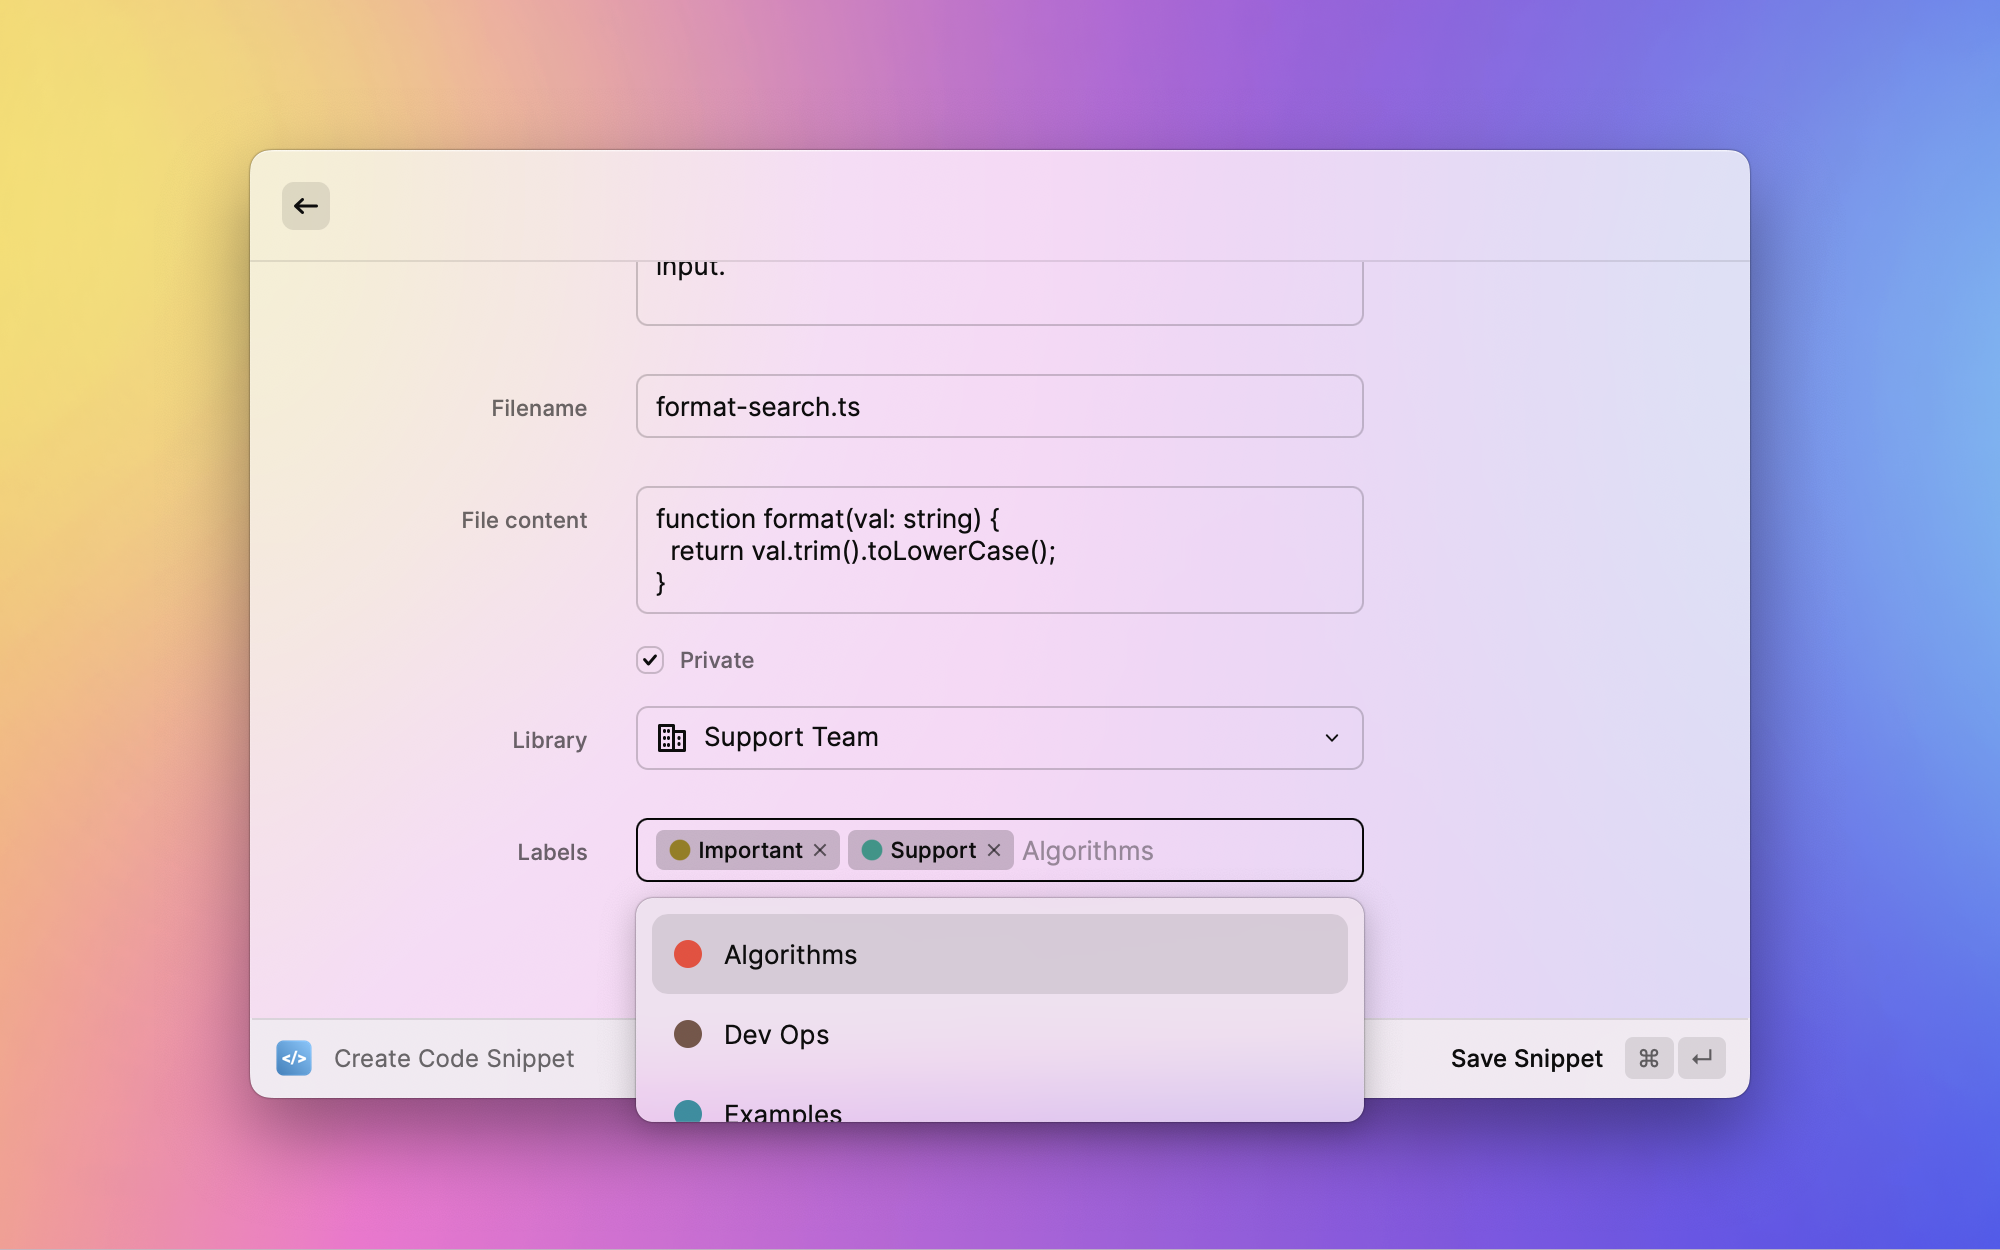 input.
Filename
format-search.ts
File content
function format(val: string) {
  return val.trim().toLowerCase();
}
Private
Library
Support Team
Labels
Important
Support
Algorithms
Algorithms
Dev Ops
Examples
</> Create Code Snippet
Save Snippet ⌘ ↵